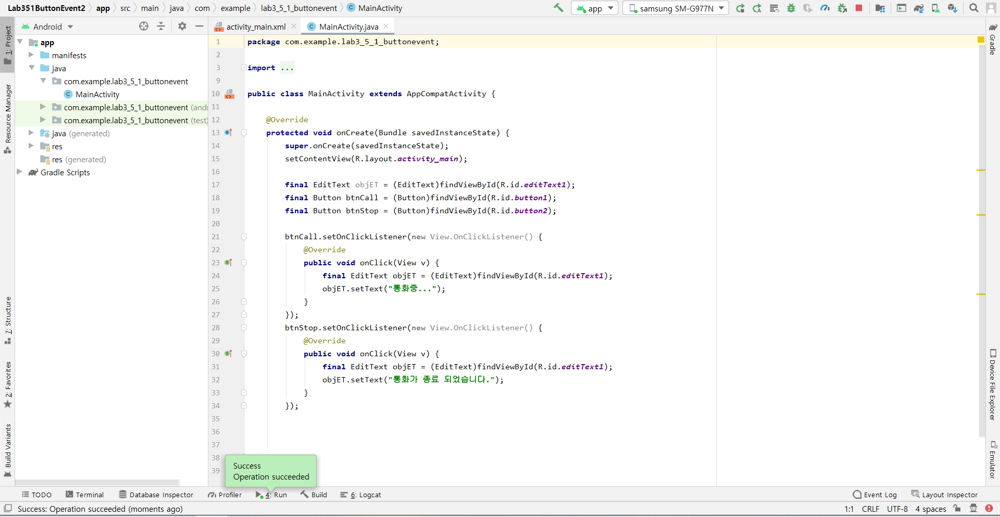 Lab351ButtonEvent2 app src main java com example lab3_5_1_buttonevent MainActivity
app samsung SM-G977N
Android
activity_main.xml MainActivity.java
1: Project
Resource Manager
7: Structure
2: Favorites
Build Variants
app
manifests
java
com.example.lab3_5_1_buttonevent
MainActivity
com.example.lab3_5_1_buttonevent (andr
com.example.lab3_5_1_buttonevent (test)
java (generated)
res
res (generated)
Gradle Scripts
1 package com.example.lab3_5_1_buttonevent;
2
3 import ...
9
10 public class MainActivity extends AppCompatActivity {
11
12 @Override
13 protected void onCreate(Bundle savedInstanceState) {
14 super.onCreate(savedInstanceState);
15 setContentView(R.layout.activity_main);
16
17 final EditText objET = (EditText)findViewById(R.id.editText1);
18 final Button btnCall = (Button)findViewById(R.id.button1);
19 final Button btnStop = (Button)findViewById(R.id.button2);
20
21 btnCall.setOnClickListener(new View.OnClickListener() {
22 @Override
23 public void onClick(View v) {
24 final EditText objET = (EditText)findViewById(R.id.editText1);
25 objET.setText("통화중...");
26 }
27 });
28 btnStop.setOnClickListener(new View.OnClickListener() {
29 @Override
30 public void onClick(View v) {
31 final EditText objET = (EditText)findViewById(R.id.editText1);
32 objET.setText("통화가 종료 되었습니다.");
33 }
34 });
35
36
37
38
39
Success
Operation succeeded
Gradle
Device File Explorer
Emulator
TODO Terminal Database Inspector Profiler 4: Run Build 6: Logcat Event Log Layout Inspector
Success: Operation succeeded (moments ago) 1:1 CRLF UTF-8 4 spaces